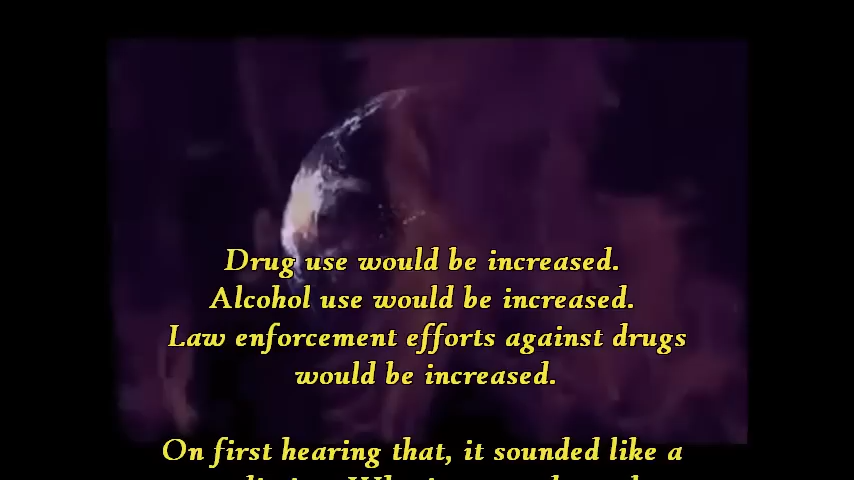 Drug use would be increased.
Alcohol use would be increased.
Law enforcement efforts against drugs
would be increased.
On first hearing that, it sounded like a